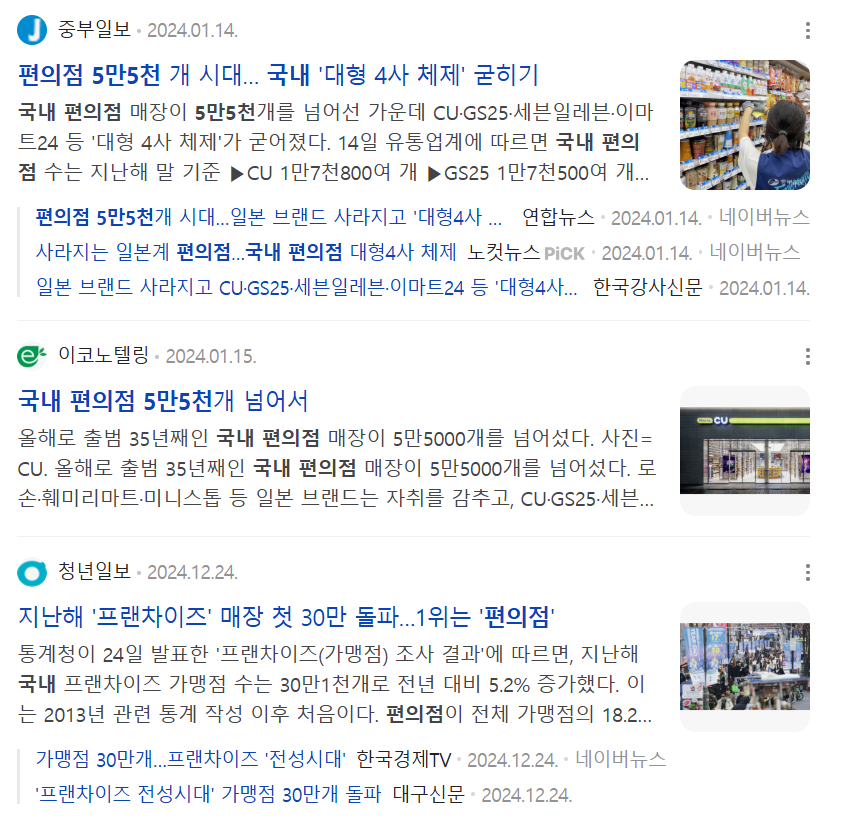 중부일보 · 2024.01.14.
편의점 5만5천 개 시대... 국내 '대형 4사 체제' 굳히기
국내 편의점 매장이 5만5천개를 넘어선 가운데 CU·GS25·세븐일레븐·이마
트24 등 '대형 4사 체제'가 굳어졌다. 14일 유통업계에 따르면 국내 편의
점 수는 지난해 말 기준 ▶CU 1만7천800여 개 ▶GS25 1만7천500여 개...
편의점 5만5천개 시대...일본 브랜드 사라지고 '대형4사 ... 연합뉴스 · 2024.01.14. · 네이버뉴스
사라지는 일본계 편의점...국내 편의점 대형4사 체제 노컷뉴스 PiCK · 2024.01.14. · 네이버뉴스
일본 브랜드 사라지고 CU·GS25·세븐일레븐·이마트24 등 '대형4사... 한국강사신문 · 2024.01.14.
이코노텔링 · 2024.01.15.
국내 편의점 5만5천개 넘어서
올해로 출범 35년째인 국내 편의점 매장이 5만5000개를 넘어섰다. 사진=
CU. 올해로 출범 35년째인 국내 편의점 매장이 5만5000개를 넘어섰다. 로
손·훼미리마트·미니스톱 등 일본 브랜드는 자취를 감추고, CU·GS25·세븐...
CU
청년일보 · 2024.12.24.
지난해 '프랜차이즈' 매장 첫 30만 돌파...1위는 '편의점'
통계청이 24일 발표한 '프랜차이즈(가맹점) 조사 결과'에 따르면, 지난해
국내 프랜차이즈 가맹점 수는 30만1천개로 전년 대비 5.2% 증가했다. 이
는 2013년 관련 통계 작성 이후 처음이다. 편의점이 전체 가맹점의 18.2...
가맹점 30만개...프랜차이즈 '전성시대' 한국경제TV · 2024.12.24. · 네이버뉴스
'프랜차이즈 전성시대' 가맹점 30만개 돌파 대구신문 · 2024.12.24.